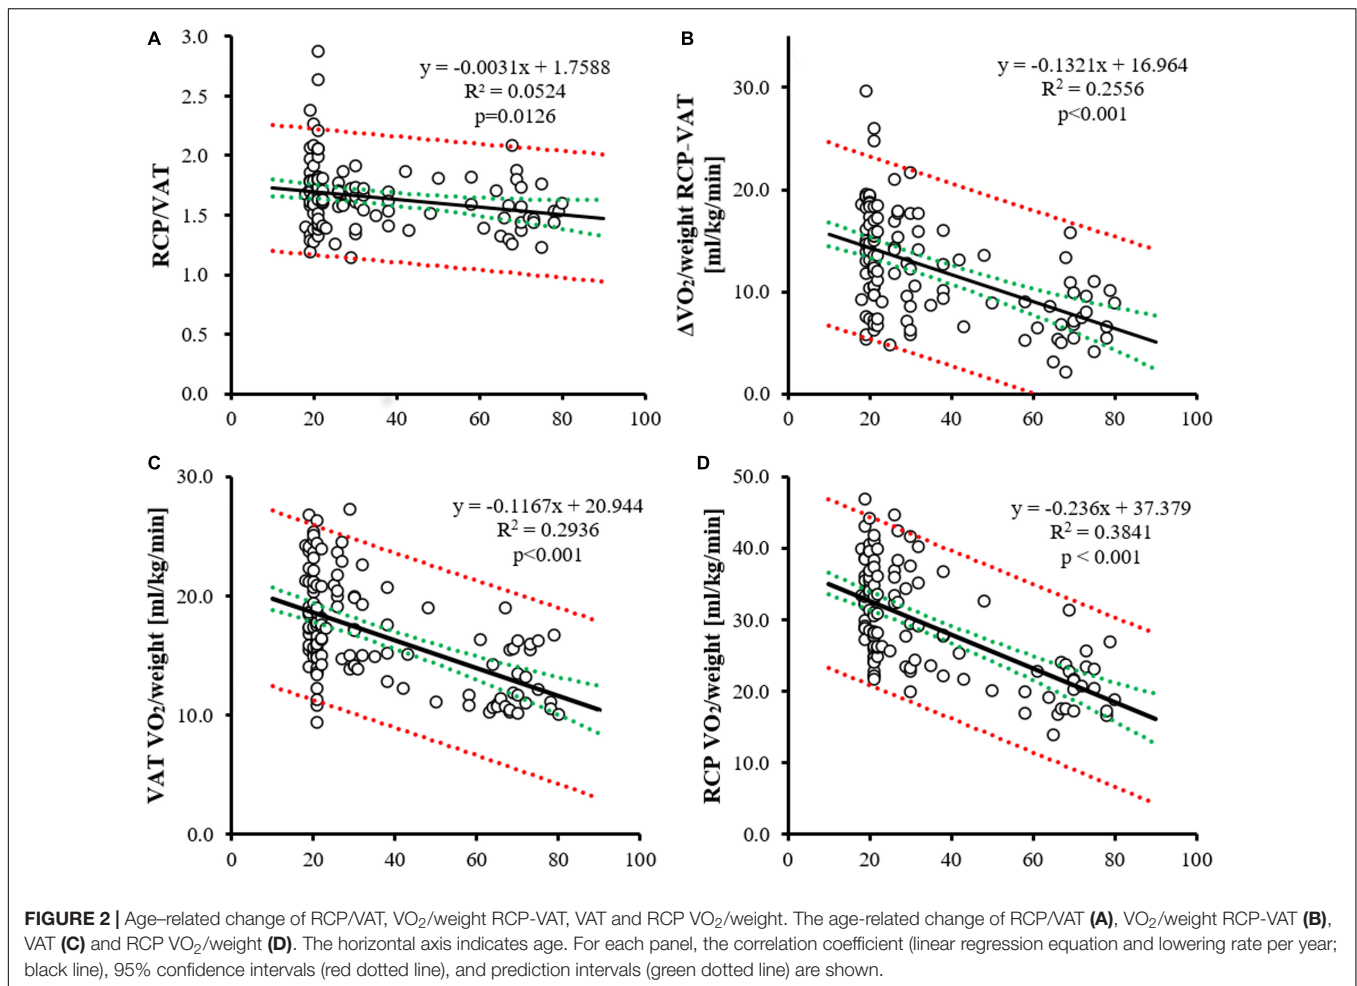 A
3.0
2.5
2.0
1.5
1.0
0.5
0.0
RCP/VAT
y = -0.0031x + 1.7588
R² = 0.0524
p=0.0126
0 20 40 60 80 100
B
30.0
20.0
10.0
0.0
ΔVO₂/weight RCP-VAT
[ml/kg/min]
y = -0.1321x + 16.964
R² = 0.2556
p<0.001
0 20 40 60 80 100
C
30.0
20.0
10.0
0.0
VAT VO₂/weight [ml/kg/min]
y = -0.1167x + 20.944
R² = 0.2936
p<0.001
0 20 40 60 80 100
D
50.0
40.0
30.0
20.0
10.0
0.0
RCP VO₂/weight [ml/kg/min]
y = -0.236x + 37.379
R² = 0.3841
p < 0.001
0 20 40 60 80 100
FIGURE 2 | Age–related change of RCP/VAT, VO₂/weight RCP-VAT, VAT and RCP VO₂/weight. The age-related change of RCP/VAT (A), VO₂/weight RCP-VAT (B),
VAT (C) and RCP VO₂/weight (D). The horizontal axis indicates age. For each panel, the correlation coefficient (linear regression equation and lowering rate per year;
black line), 95% confidence intervals (red dotted line), and prediction intervals (green dotted line) are shown.